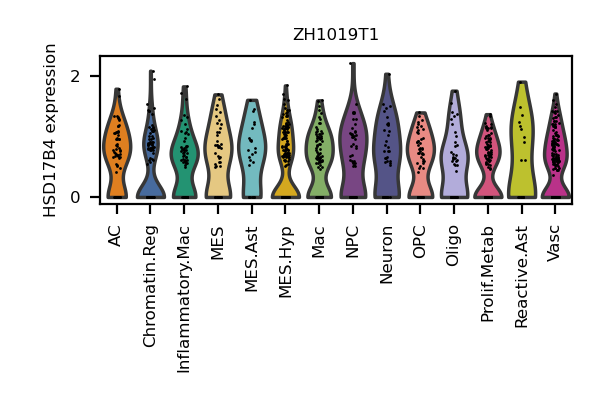 ZH1019T1
HSD17B4 expression
2
0
AC
Chromatin.Reg
Inflammatory.Mac
MES
MES.Ast
MES.Hyp
Mac
NPC
Neuron
OPC
Oligo
Prolif.Metab
Reactive.Ast
Vasc